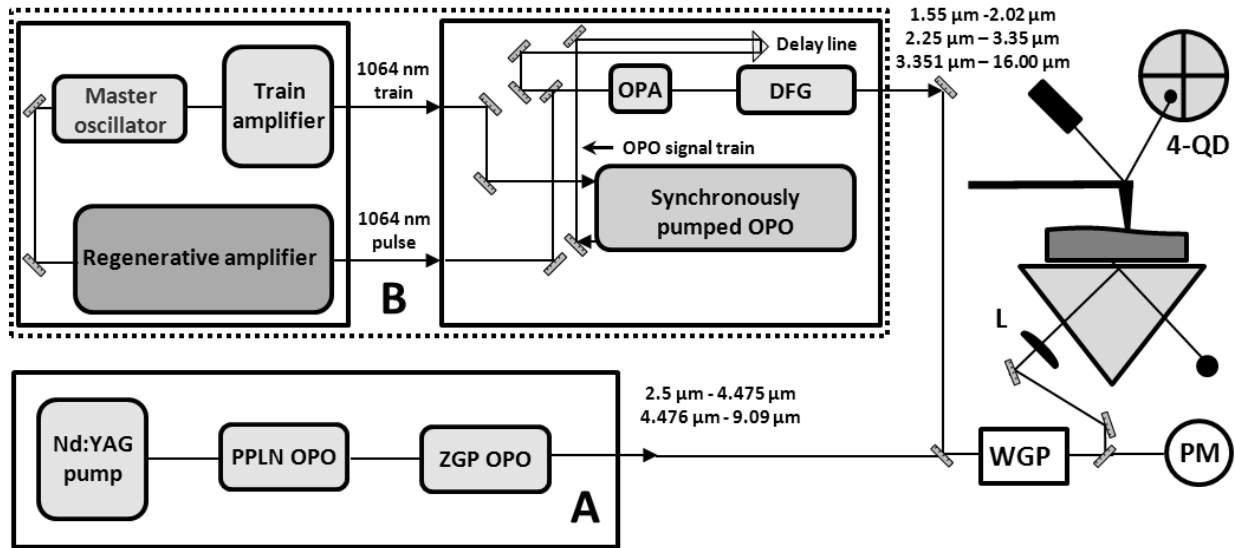 Master
oscillator
Train
amplifier
1064 nm
train
Regenerative amplifier
1064 nm
pulse
B
Delay line
OPA
DFG
OPO signal train
Synchronously
pumped OPO
1.55 µm -2.02 µm
2.25 µm – 3.35 µm
3.351 µm – 16.00 µm
4-QD
L
Nd:YAG
pump
PPLN OPO
ZGP OPO
A
2.5 µm - 4.475 µm
4.476 µm - 9.09 µm
WGP
PM